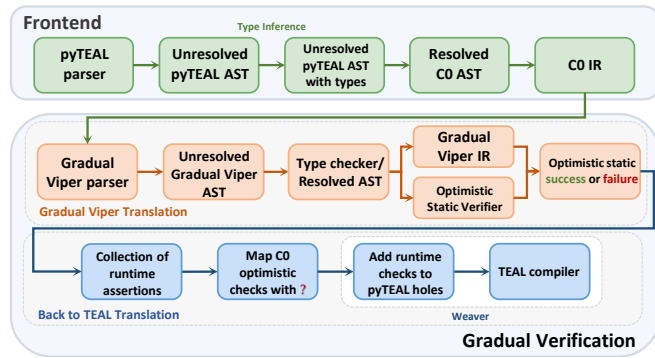 Frontend
Type Inference
pyTEAL
parser
Unresolved
pyTEAL AST
Unresolved
pyTEAL AST
with types
Resolved
C0 AST
C0 IR
Gradual
Viper parser
Unresolved
Gradual Viper
AST
Type checker/
Resolved AST
Gradual
Viper IR
Optimistic
Static Verifier
Optimistic static
success or failure
Gradual Viper Translation
Collection of
runtime
assertions
Map C0
optimistic
checks with ?
Add runtime
checks to
pyTEAL holes
TEAL compiler
Back to TEAL Translation
Weaver
Gradual Verification